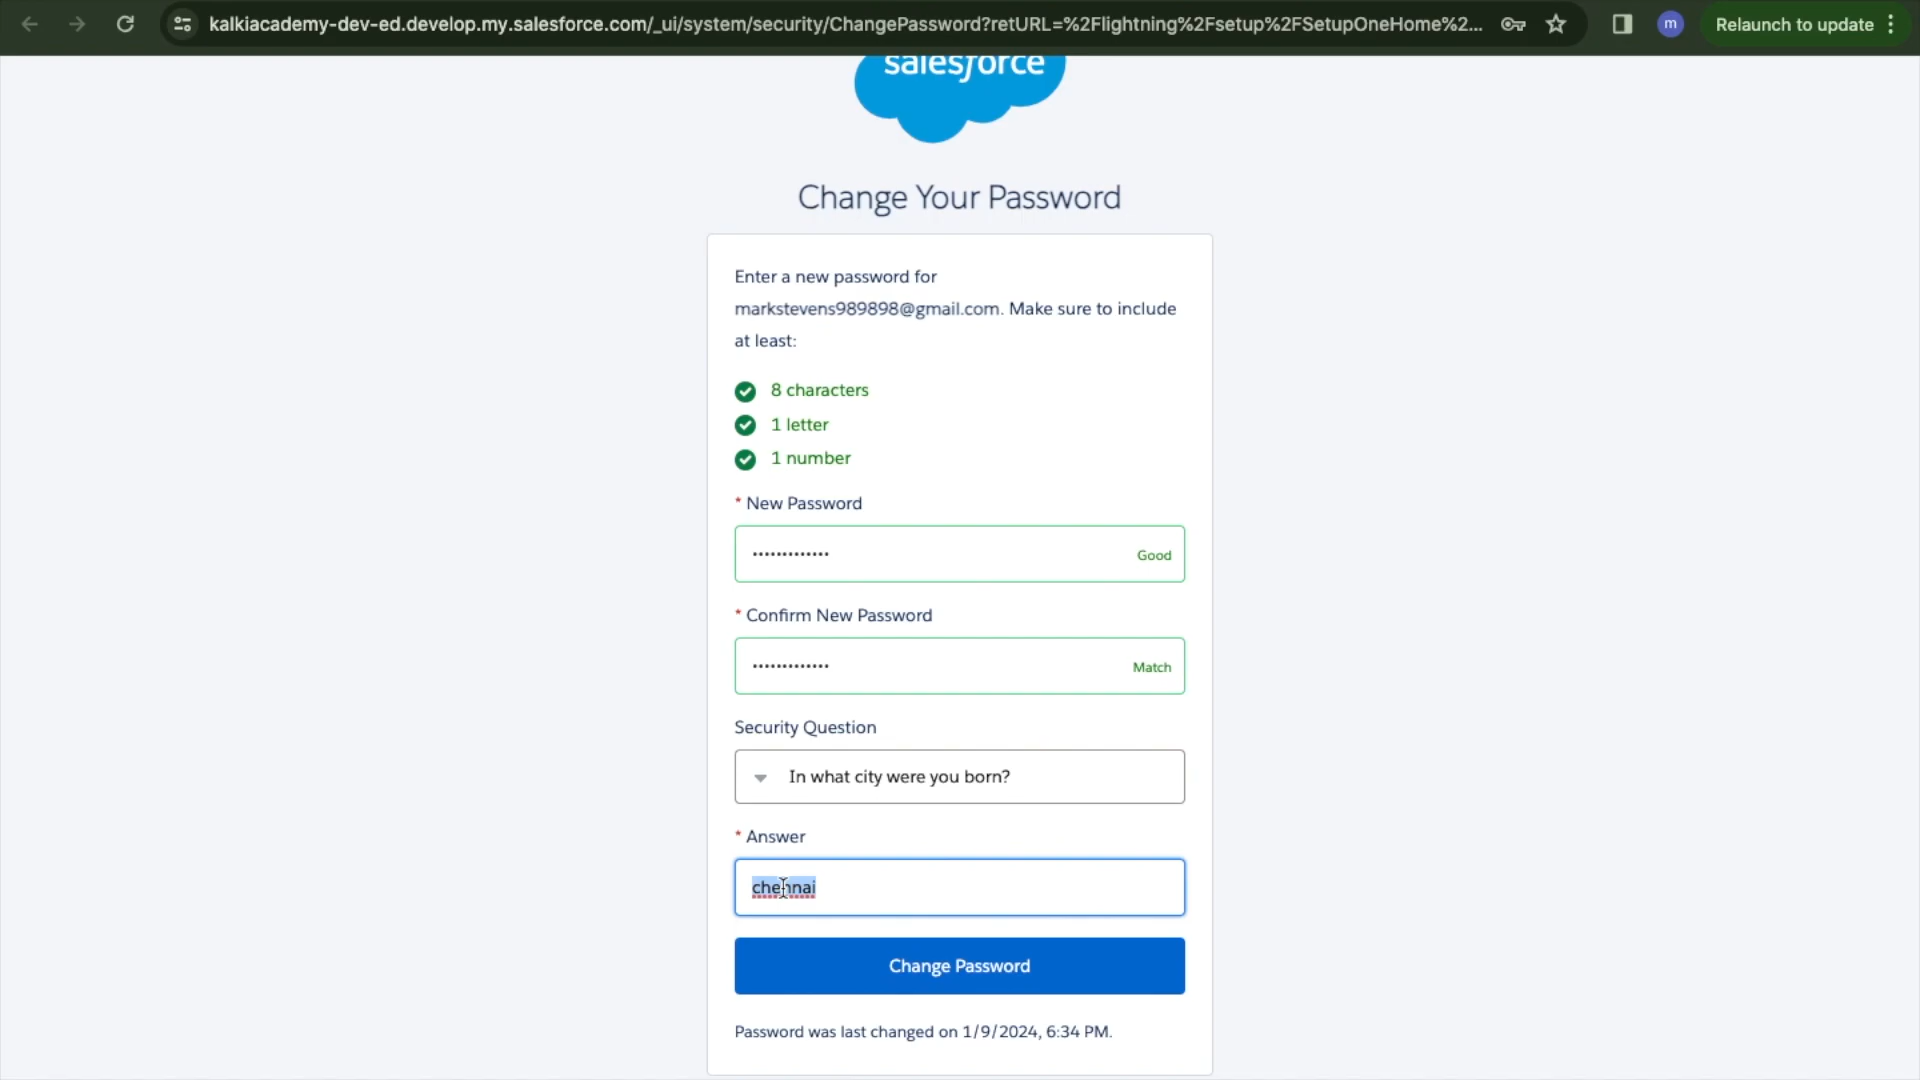 kalkiacademy-dev-ed.develop.my.salesforce.com/_ui/system/security/ChangePassword?retURL=%2Flightning%2Fsetup%2FSetupOneHome%2...
m
Relaunch to update
salesforce
Change Your Password
Enter a new password for
markstevens989898@gmail.com. Make sure to include
at least:
8 characters
1 letter
1 number
* New Password
•••••••••••••
Good
* Confirm New Password
•••••••••••••
Match
Security Question
In what city were you born?
* Answer
chennai
Change Password
Password was last changed on 1/9/2024, 6:34 PM.